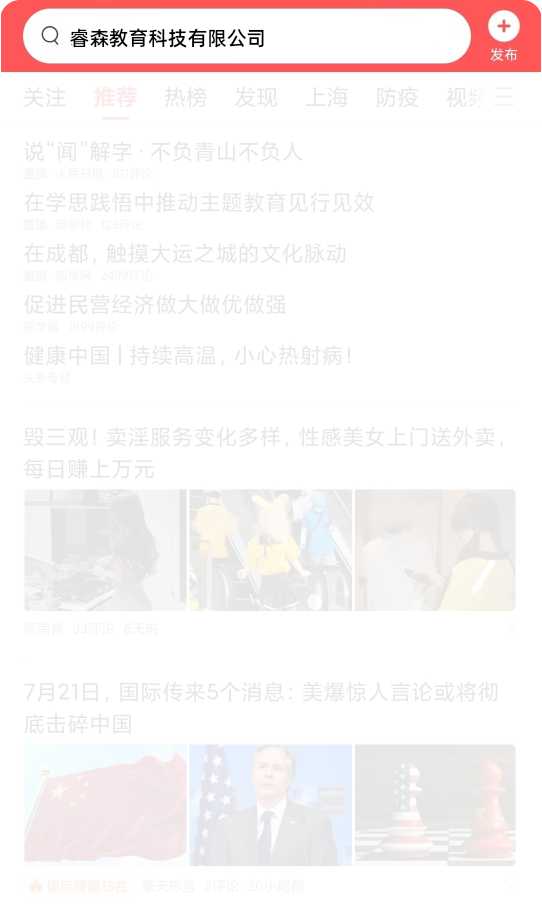 睿森教育科技有限公司
发布
关注 推荐 热榜 发现 上海 防疫 视频
说“闻”解字·不负青山不负人
置顶 人民日报 811评论
在学思践悟中推动主题教育见行见效
置顶 新华社 125评论
在成都，触摸大运之城的文化脉动
置顶 新华网 2499评论
促进民营经济做大做优做强
新华网 1899评论
健康中国 | 持续高温，小心热射病！
头条专题
毁三观！卖淫服务变化多样，性感美女上门送外卖，
每日赚上万元
听南宫 33评论 6天前
7月21日，国际传来5个消息：美爆惊人言论或将彻
底击碎中国
国际榜第13名 擎天形势 3评论 20小时前